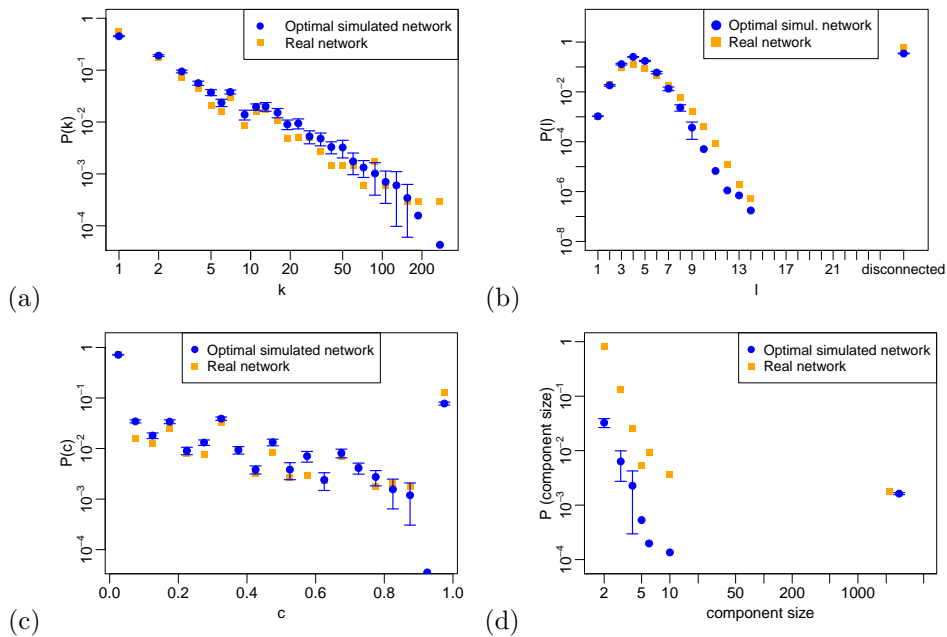 Optimal simulated network
Real network
P(k)
1
10⁻¹
10⁻²
10⁻³
10⁻⁴
1 2 5 10 20 50 100 200
k
(a)
Optimal simul. network
Real network
P(l)
1
10⁻²
10⁻⁴
10⁻⁶
10⁻⁸
1 3 5 7 9 13 17 21 disconnected
l
(b)
Optimal simulated network
Real network
P(c)
1
10⁻¹
10⁻²
10⁻³
10⁻⁴
0.0 0.2 0.4 0.6 0.8 1.0
c
(c)
Optimal simulated network
Real network
P (component size)
1
10⁻¹
10⁻²
10⁻³
10⁻⁴
2 5 10 50 200 1000
component size
(d)